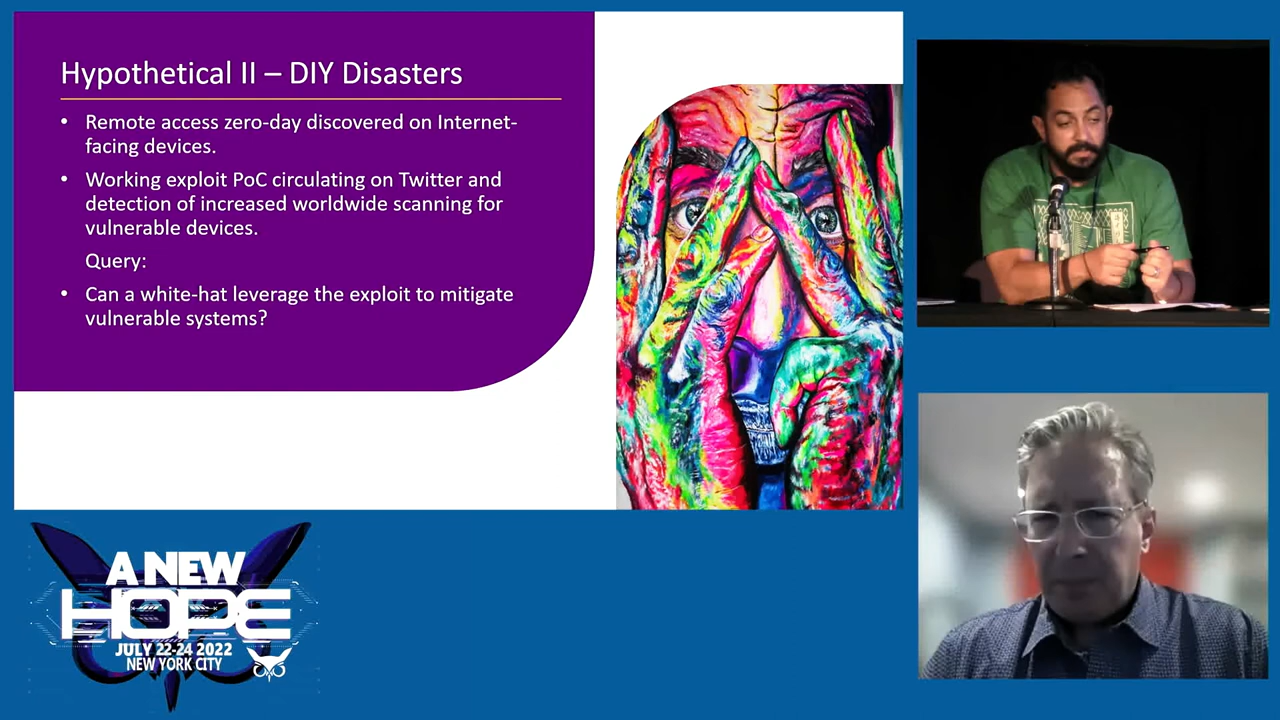 Hypothetical II – DIY Disasters
• Remote access zero-day discovered on Internet-
facing devices.
• Working exploit PoC circulating on Twitter and
detection of increased worldwide scanning for
vulnerable devices.
Query:
• Can a white-hat leverage the exploit to mitigate
vulnerable systems?
A NEW
HOPE
JULY 22-24 2022
NEW YORK CITY